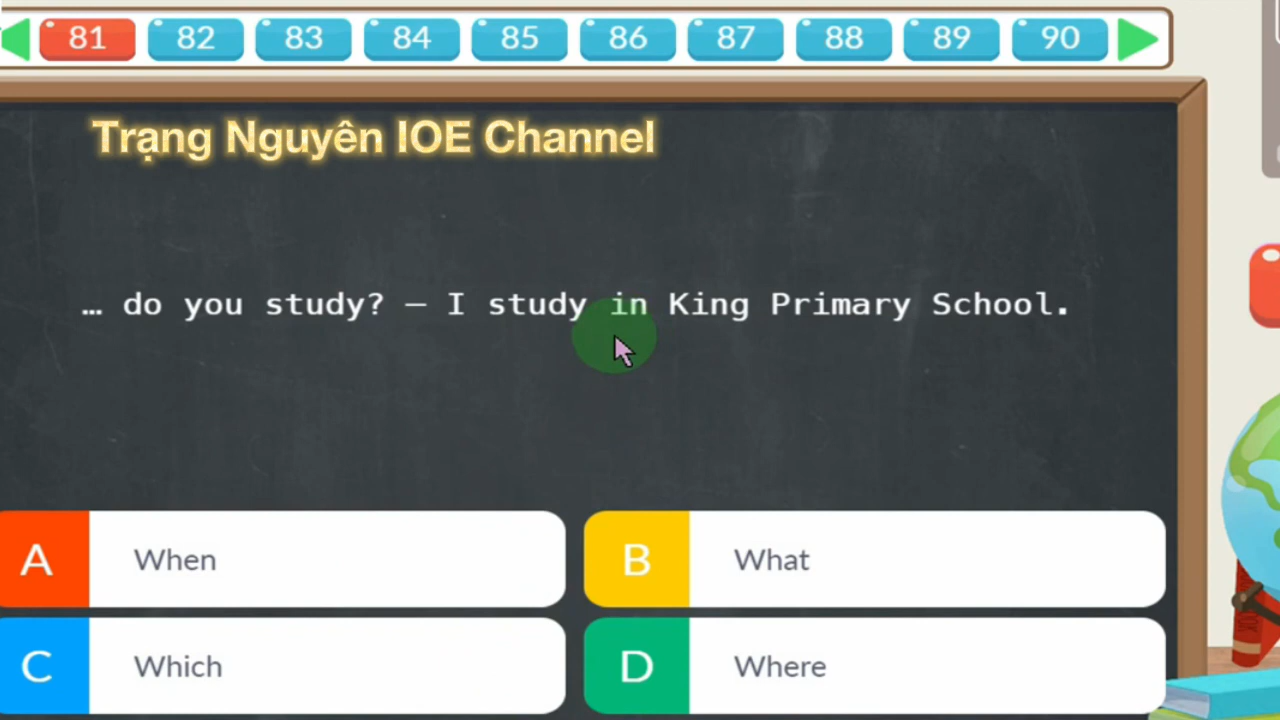 81 82 83 84 85 86 87 88 89 90
Trạng Nguyên IOE Channel
… do you study? – I study in King Primary School.
A When
B What
C Which
D Where